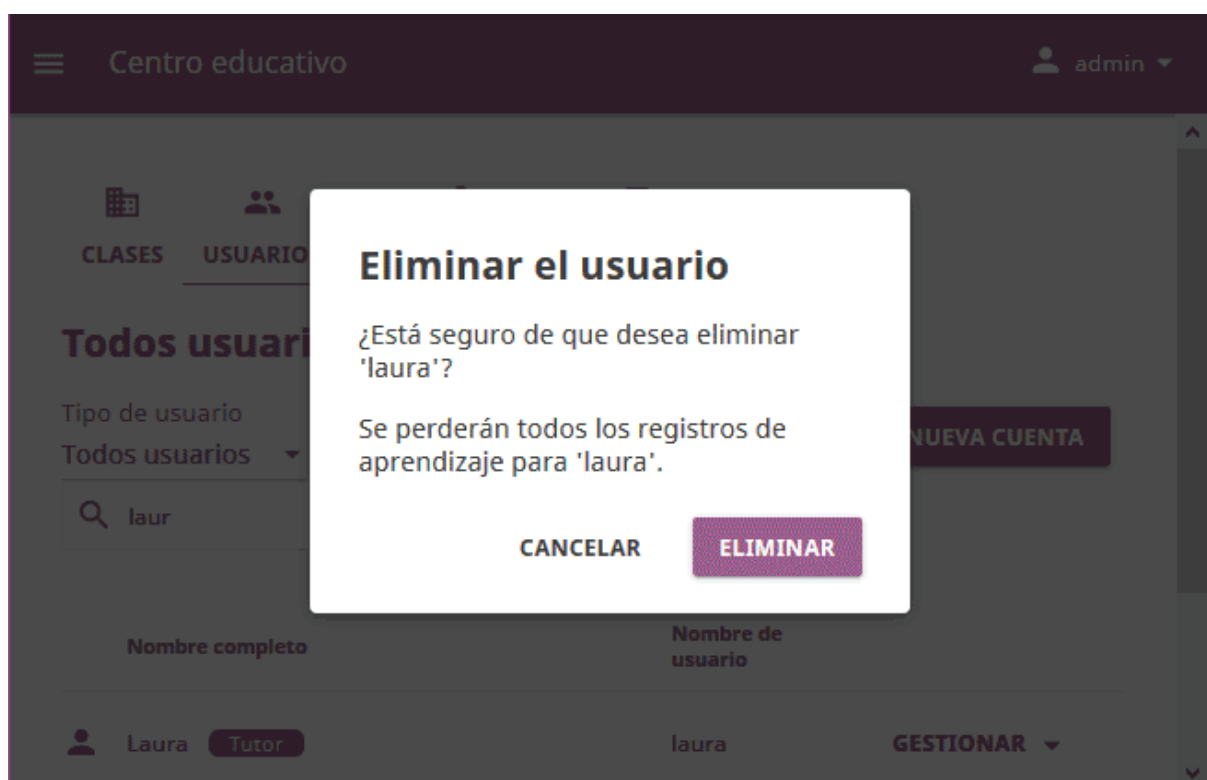 Centro educativo
admin
CLASES
USUARIO
Todos usuari
Tipo de usuario
Todos usuarios
laur
NUEVA CUENTA
Eliminar el usuario
¿Está seguro de que desea eliminar
'laura'?
Se perderán todos los registros de
aprendizaje para 'laura'.
CANCELAR
ELIMINAR
Nombre completo
Nombre de
usuario
Laura
Tutor
laura
GESTIONAR